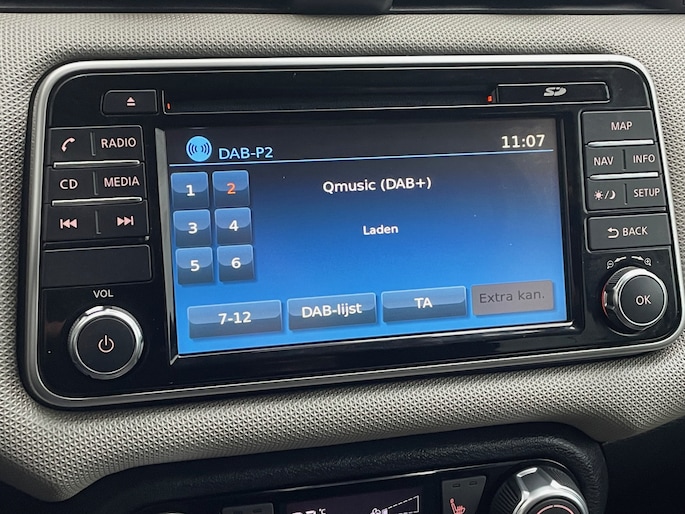 SD
RADIO
CD MEDIA
VOL
DAB-P2 11:07
1 2
3 4
5 6
Qmusic (DAB+)
Laden
7-12 DAB-lijst TA Extra kan.
MAP
NAV INFO
SETUP
BACK
OK